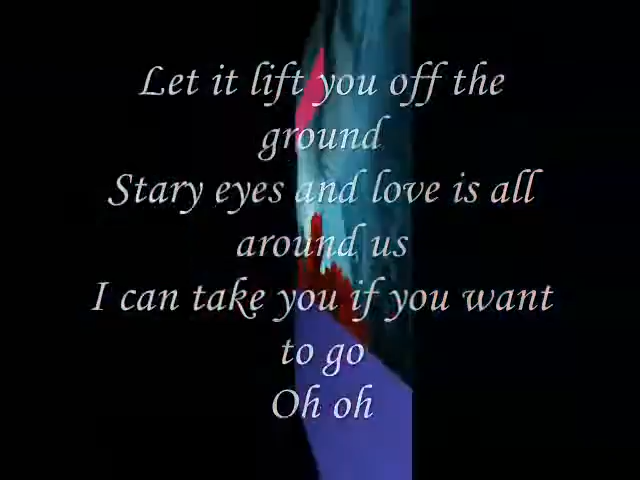 Let it lift you off the
ground
Stary eyes and love is all
around us
I can take you if you want
to go
Oh oh